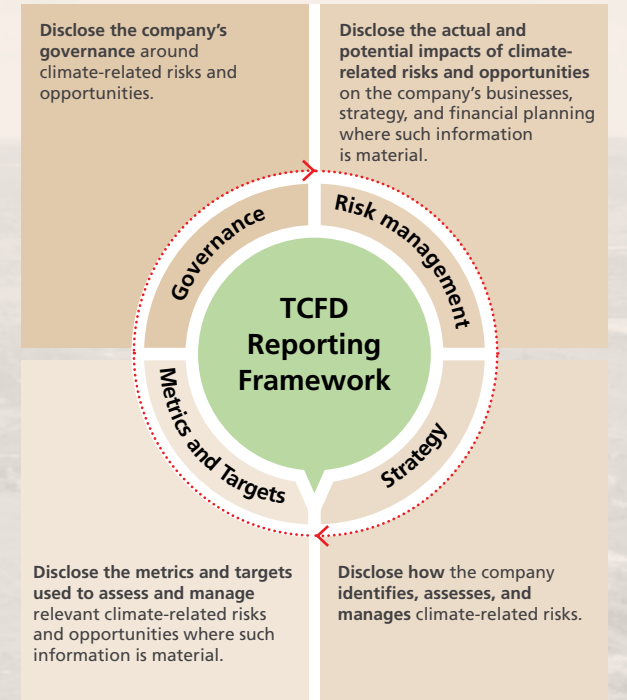 Disclose the company's
governance around
climate-related risks and
opportunities.
Disclose the actual and
potential impacts of climate-
related risks and opportunities
on the company's businesses,
strategy, and financial planning
where such information
is material.
Governance
Risk management
TCFD
Reporting
Framework
Metrics and Targets
Strategy
Disclose the metrics and targets
used to assess and manage
relevant climate-related risks
and opportunities where such
information is material.
Disclose how the company
identifies, assesses, and
manages climate-related risks.